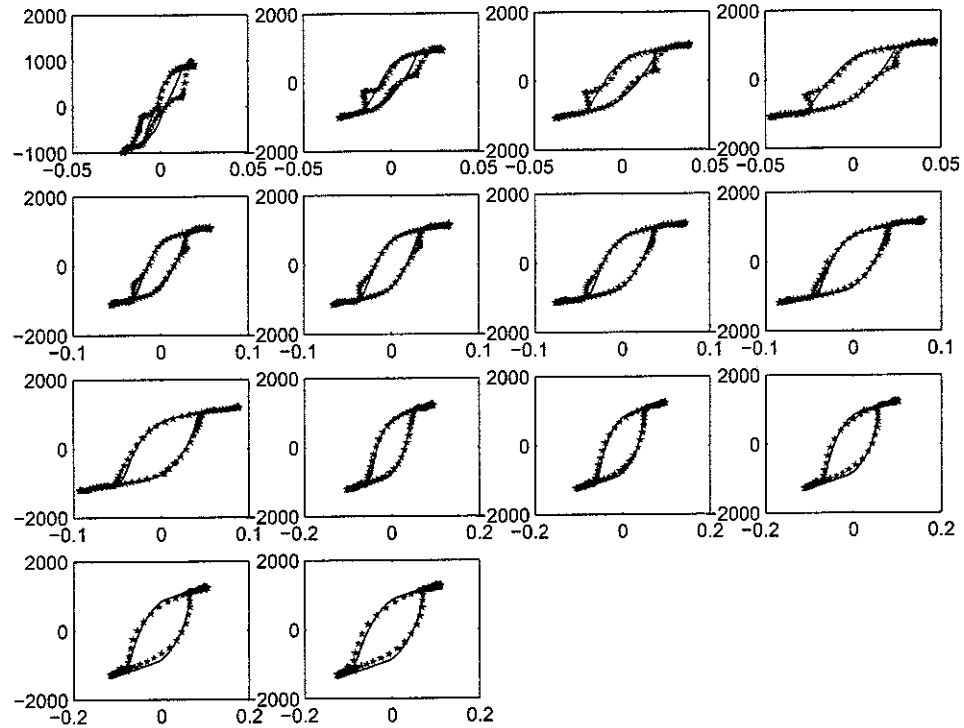 2000 2000 2000 2000
1000
0 0 0
0
−1000 2000 2000 2000
−0.05 0 0.05 −0.05 0 0.05 −0.05 0 0.05 −0.05 0 0.05
2000 2000 2000 2000
0 0 0 0
−2000 2000 2000 2000
−0.1 0 0.1 −0.1 0 0.1 −0.1 0 0.1 −0.1 0 0.1
2000 2000 2000 2000
0 0 0 0
−2000 2000 2000 2000
−0.1 0 0.1 −0.2 0 0.2 −0.2 0 0.2 −0.2 0 0.2
2000 2000
0 0
−2000 2000
−0.2 0 0.2 −0.2 0 0.2